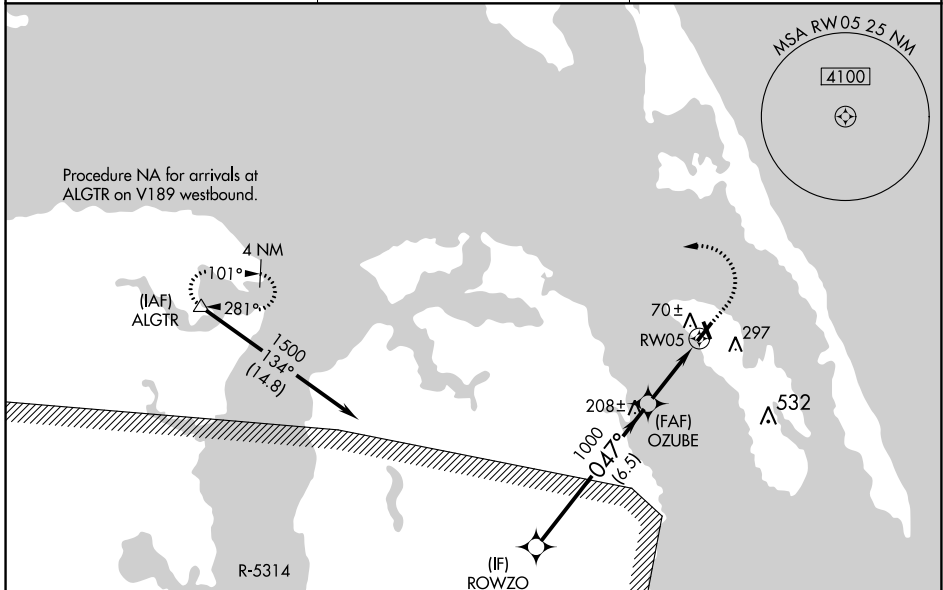 MSA RW05 25 NM
4100
Procedure NA for arrivals at
ALGTR on V189 westbound.
4 NM
101°
281°
(IAF)
ALGTR
1500
134°
(14.8)
70±
RW05
297
208±
532
(FAF)
OZUBE
1000
047°
(6.5)
(IF)
ROWZO
R-5314